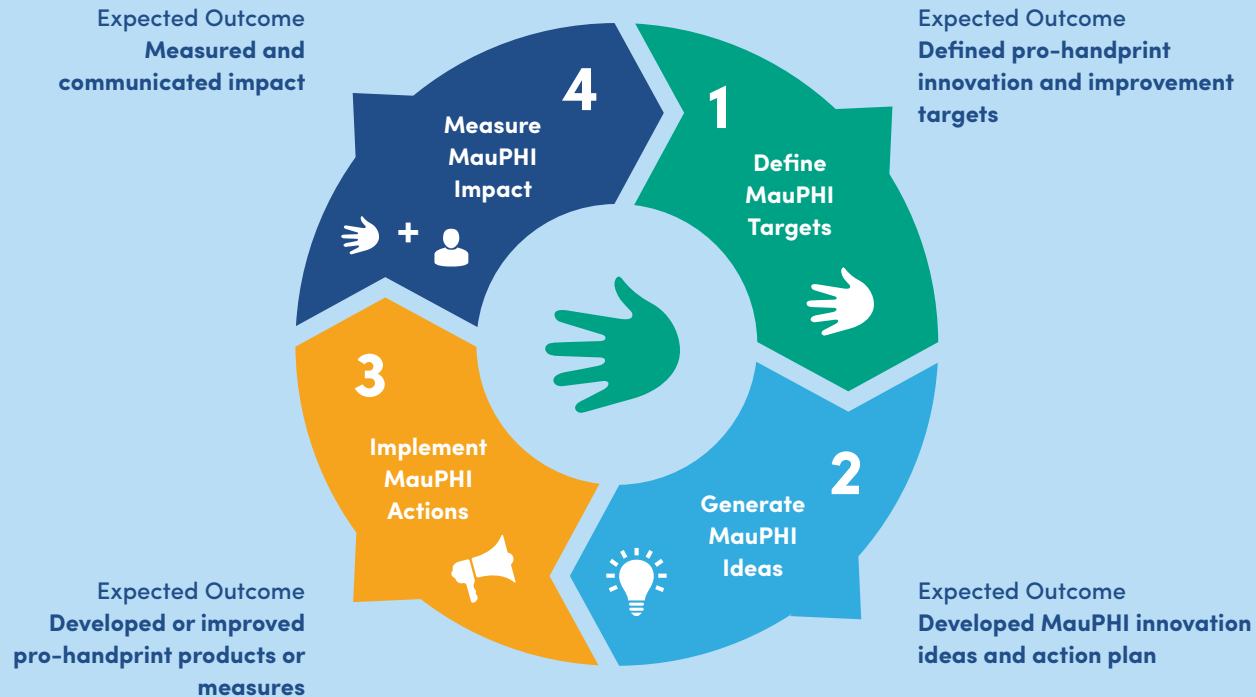 Expected Outcome
Measured and
communicated impact
Expected Outcome
Defined pro-handprint
innovation and improvement
targets
4
Measure
MauPHI
Impact
+
1
Define
MauPHI
Targets
3
Implement
MauPHI
Actions
2
Generate
MauPHI
Ideas
Expected Outcome
Developed or improved
pro-handprint products or
measures
Expected Outcome
Developed MauPHI innovation
ideas and action plan